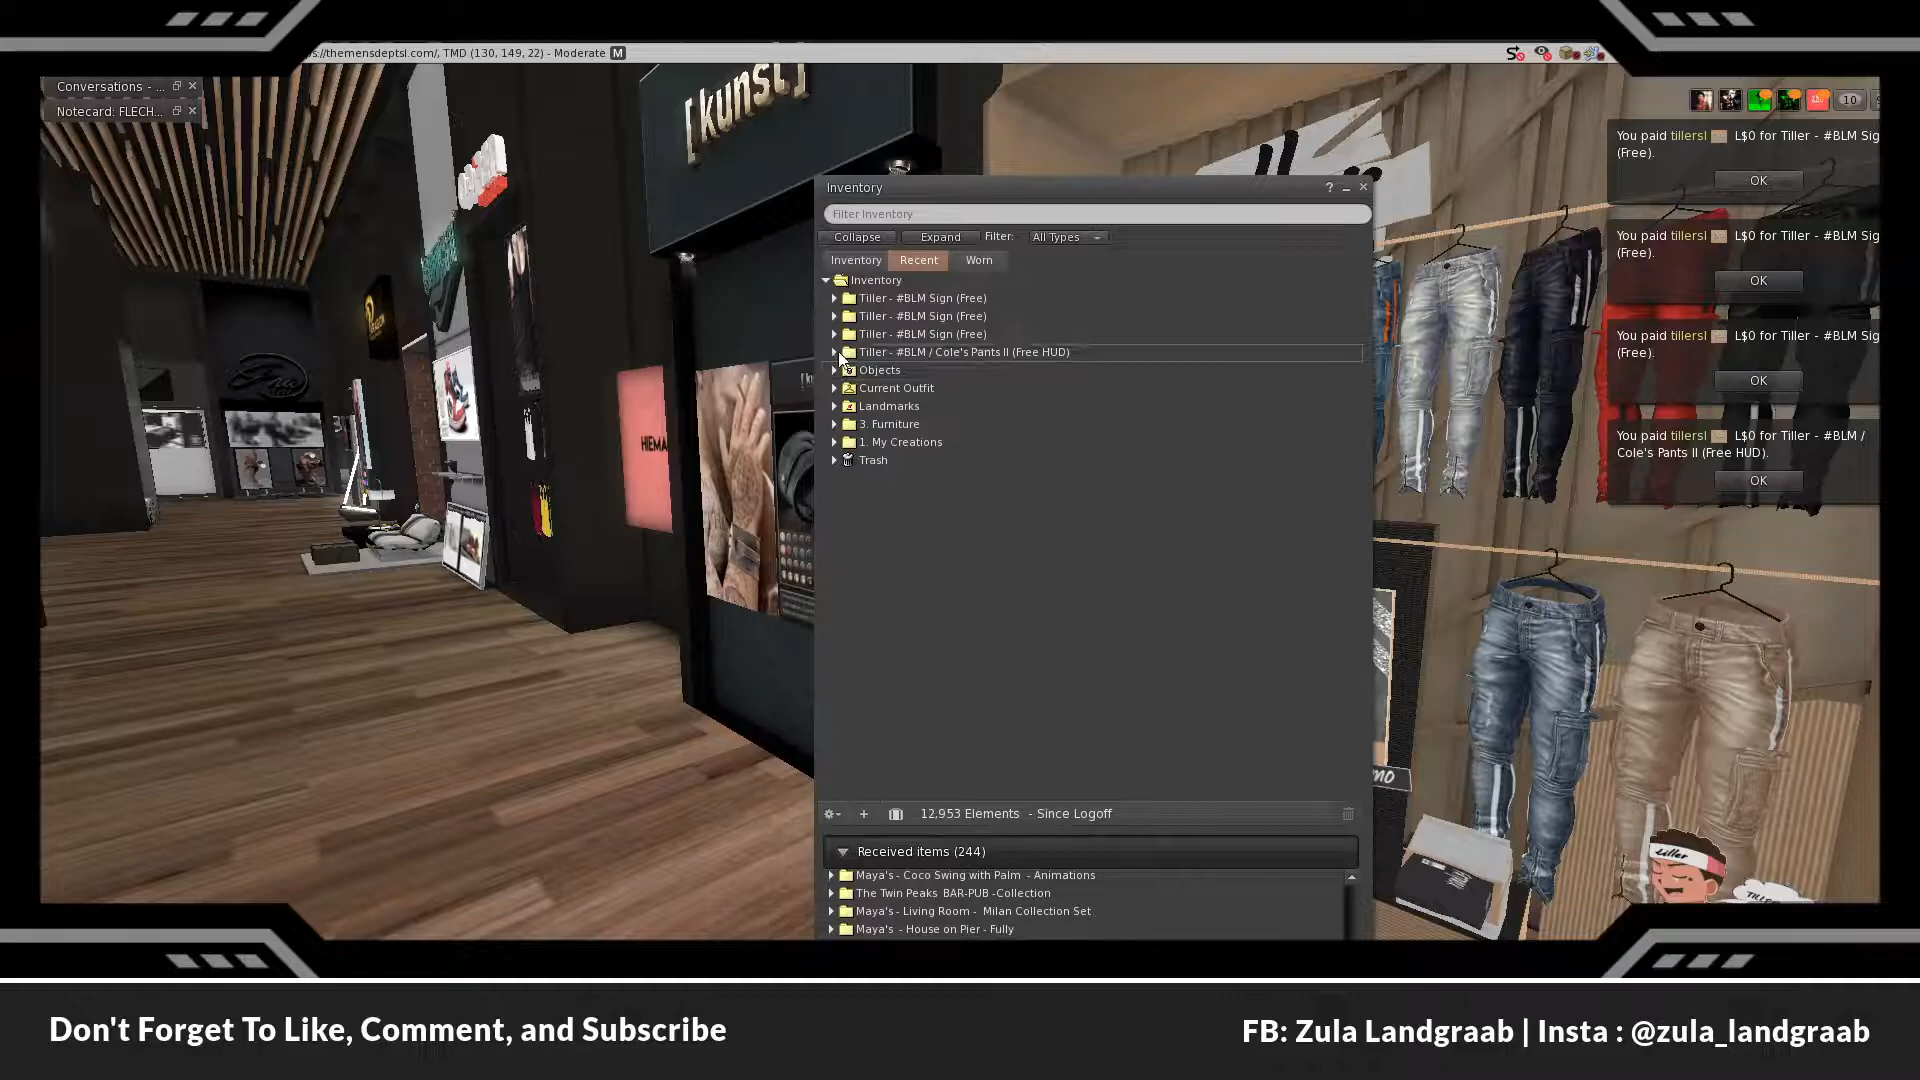 s://themensdeptsl.com/, TMD (130, 149, 22) - Moderate M
Conversations - ...
Notecard: FLECH...
[kunst]
HIEMA
Inventory
Filter Inventory
Collapse Expand Filter: All Types
Inventory Recent Worn
Inventory
Tiller - #BLM Sign (Free)
Tiller - #BLM Sign (Free)
Tiller - #BLM Sign (Free)
Tiller - #BLM / Cole's Pants II (Free HUD)
Objects
Current Outfit
Landmarks
3. Furniture
1. My Creations
Trash
12,953 Elements - Since Logoff
Received items (244)
Maya's - Coco Swing with Palm - Animations
The Twin Peaks BAR-PUB -Collection
Maya's - Living Room - Milan Collection Set
Maya's - House on Pier - Fully
10
You paid tillersl L$0 for Tiller - #BLM Sig
(Free).
OK
You paid tillersl L$0 for Tiller - #BLM Sig
(Free).
OK
You paid tillersl L$0 for Tiller - #BLM Sig
(Free).
OK
You paid tillersl L$0 for Tiller - #BLM /
Cole's Pants II (Free HUD).
OK
tiller
Don't Forget To Like, Comment, and Subscribe
FB: Zula Landgraab | Insta : @zula_landgraab